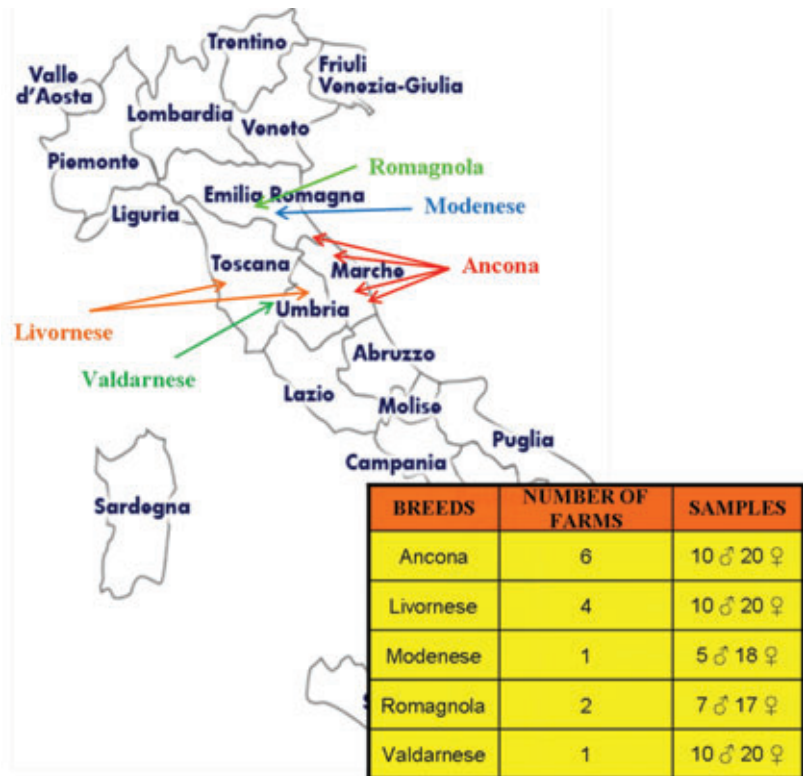 Trentino
Friuli
Venezia-Giulia
Valle
d'Aosta
Lombardia
Veneto
Piemonte
Romagnola
Emilia Romagna
Modenese
Liguria
Toscana
Marche
Ancona
Livornese
Umbria
Valdarnese
Abruzzo
Lazio
Molise
Puglia
Campania
Sardegna
S
BREEDS NUMBER OF FARMS SAMPLES
Ancona 6 10 ♂ 20 ♀
Livornese 4 10 ♂ 20 ♀
Modenese 1 5 ♂ 18 ♀
Romagnola 2 7 ♂ 17 ♀
Valdarnese 1 10 ♂ 20 ♀